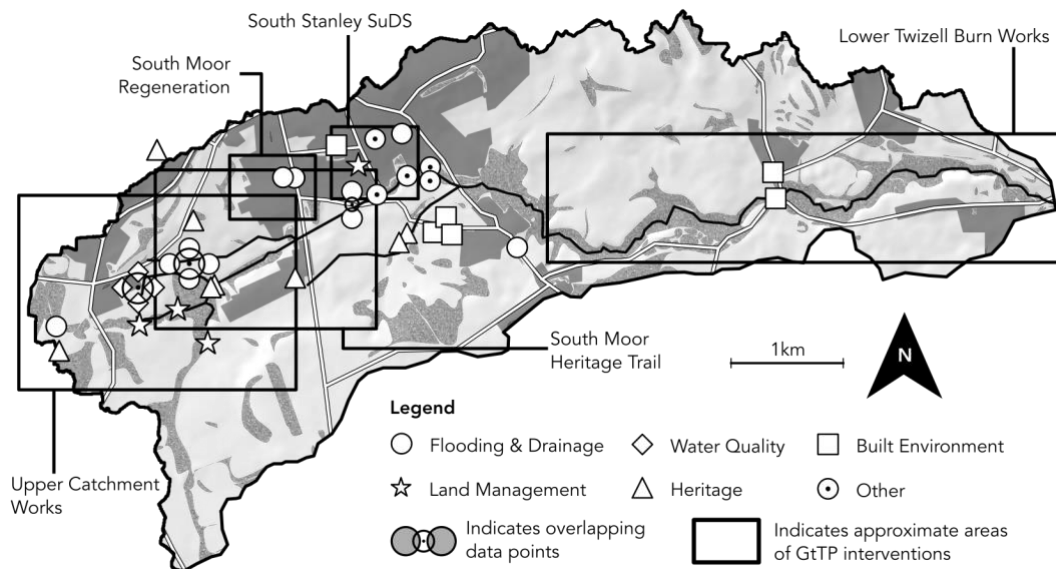 South Stanley SuDS
Lower Twizell Burn Works
South Moor
Regeneration
South Moor
Heritage Trail
1km
N
Upper Catchment
Works
Legend
Flooding & Drainage
Water Quality
Built Environment
Land Management
Heritage
Other
Indicates overlapping
data points
Indicates approximate areas
of GtTP interventions